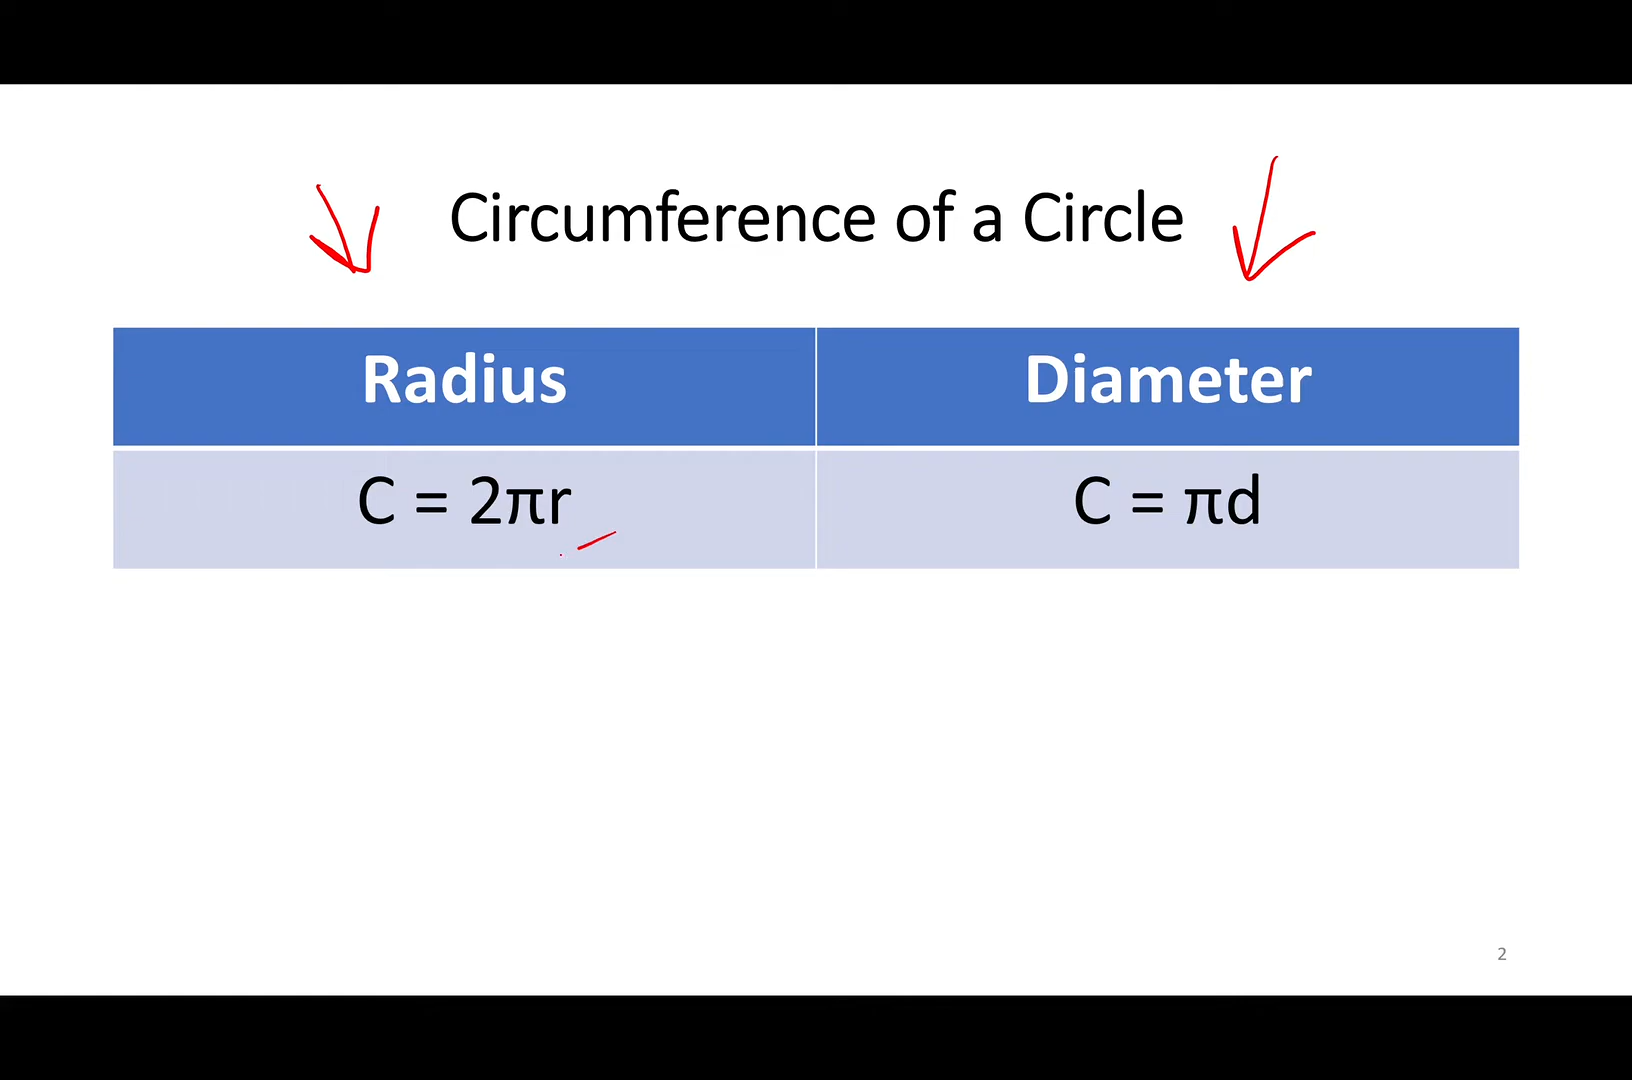 Circumference of a Circle
Radius Diameter
C = 2πr C = πd
2